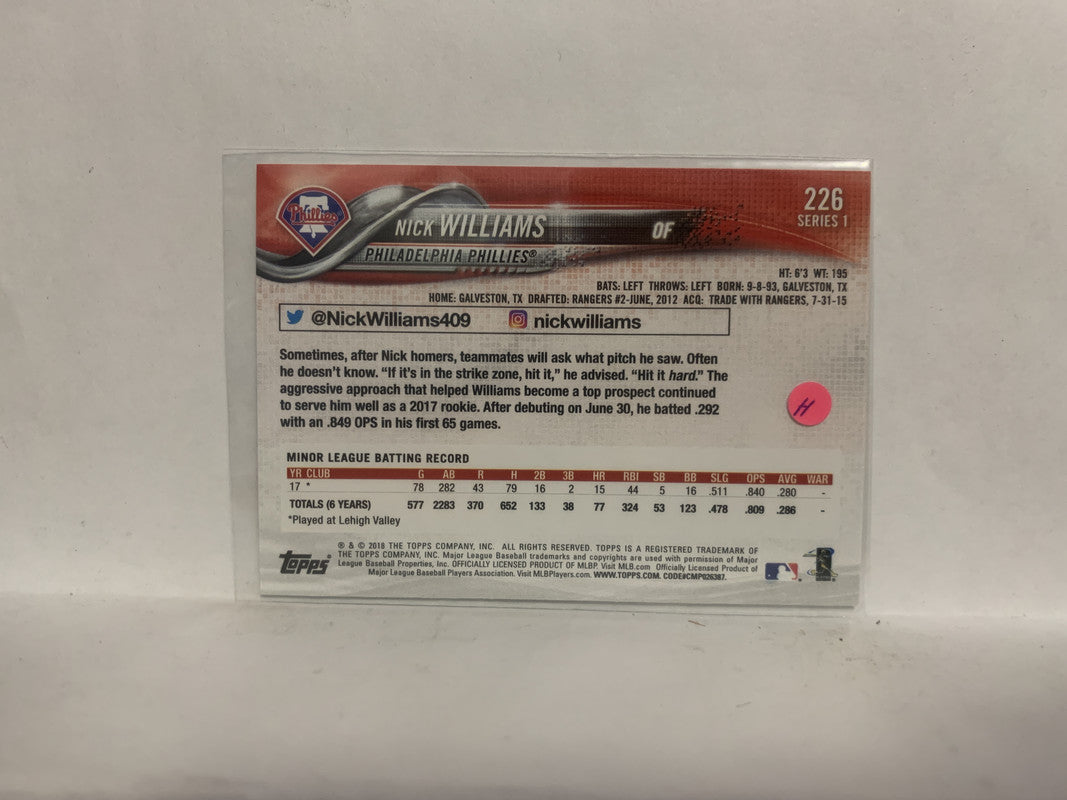 Phillies
NICK WILLIAMS
OF
226
SERIES 1
PHILADELPHIA PHILLIES®
HT: 6'3 WT: 195
BATS: LEFT THROWS: LEFT BORN: 9-8-93, GALVESTON, TX
HOME: GALVESTON, TX DRAFTED: RANGERS #2-JUNE, 2012 ACQ: TRADE WITH RANGERS, 7-31-15
@NickWilliams409 nickwilliams
Sometimes, after Nick homers, teammates will ask what pitch he saw. Often
he doesn't know. "If it's in the strike zone, hit it," he advised. "Hit it hard." The
aggressive approach that helped Williams become a top prospect continued
to serve him well as a 2017 rookie. After debuting on June 30, he batted .292
with an .849 OPS in his first 65 games.
H
MINOR LEAGUE BATTING RECORD
YR CLUB G AB R H 2B 3B HR RBI SB BB SLG OPS AVG WAR
17 * 78 282 43 79 16 2 15 44 5 16 .511 .840 .280 -
TOTALS (6 YEARS) 577 2283 370 652 133 38 77 324 53 123 .478 .809 .286 -
*Played at Lehigh Valley
Topps
® & © 2018 THE TOPPS COMPANY, INC. ALL RIGHTS RESERVED. TOPPS IS A REGISTERED TRADEMARK OF
THE TOPPS COMPANY, INC. Major League Baseball trademarks and copyrights are used with permission of Major
League Baseball Properties, Inc. OFFICIALLY LICENSED PRODUCT OF MLBP. Visit MLB.com Officially Licensed Product of
Major League Baseball Players Association. Visit MLBPlayers.com. WWW.TOPPS.COM. CODE#CMP026387.